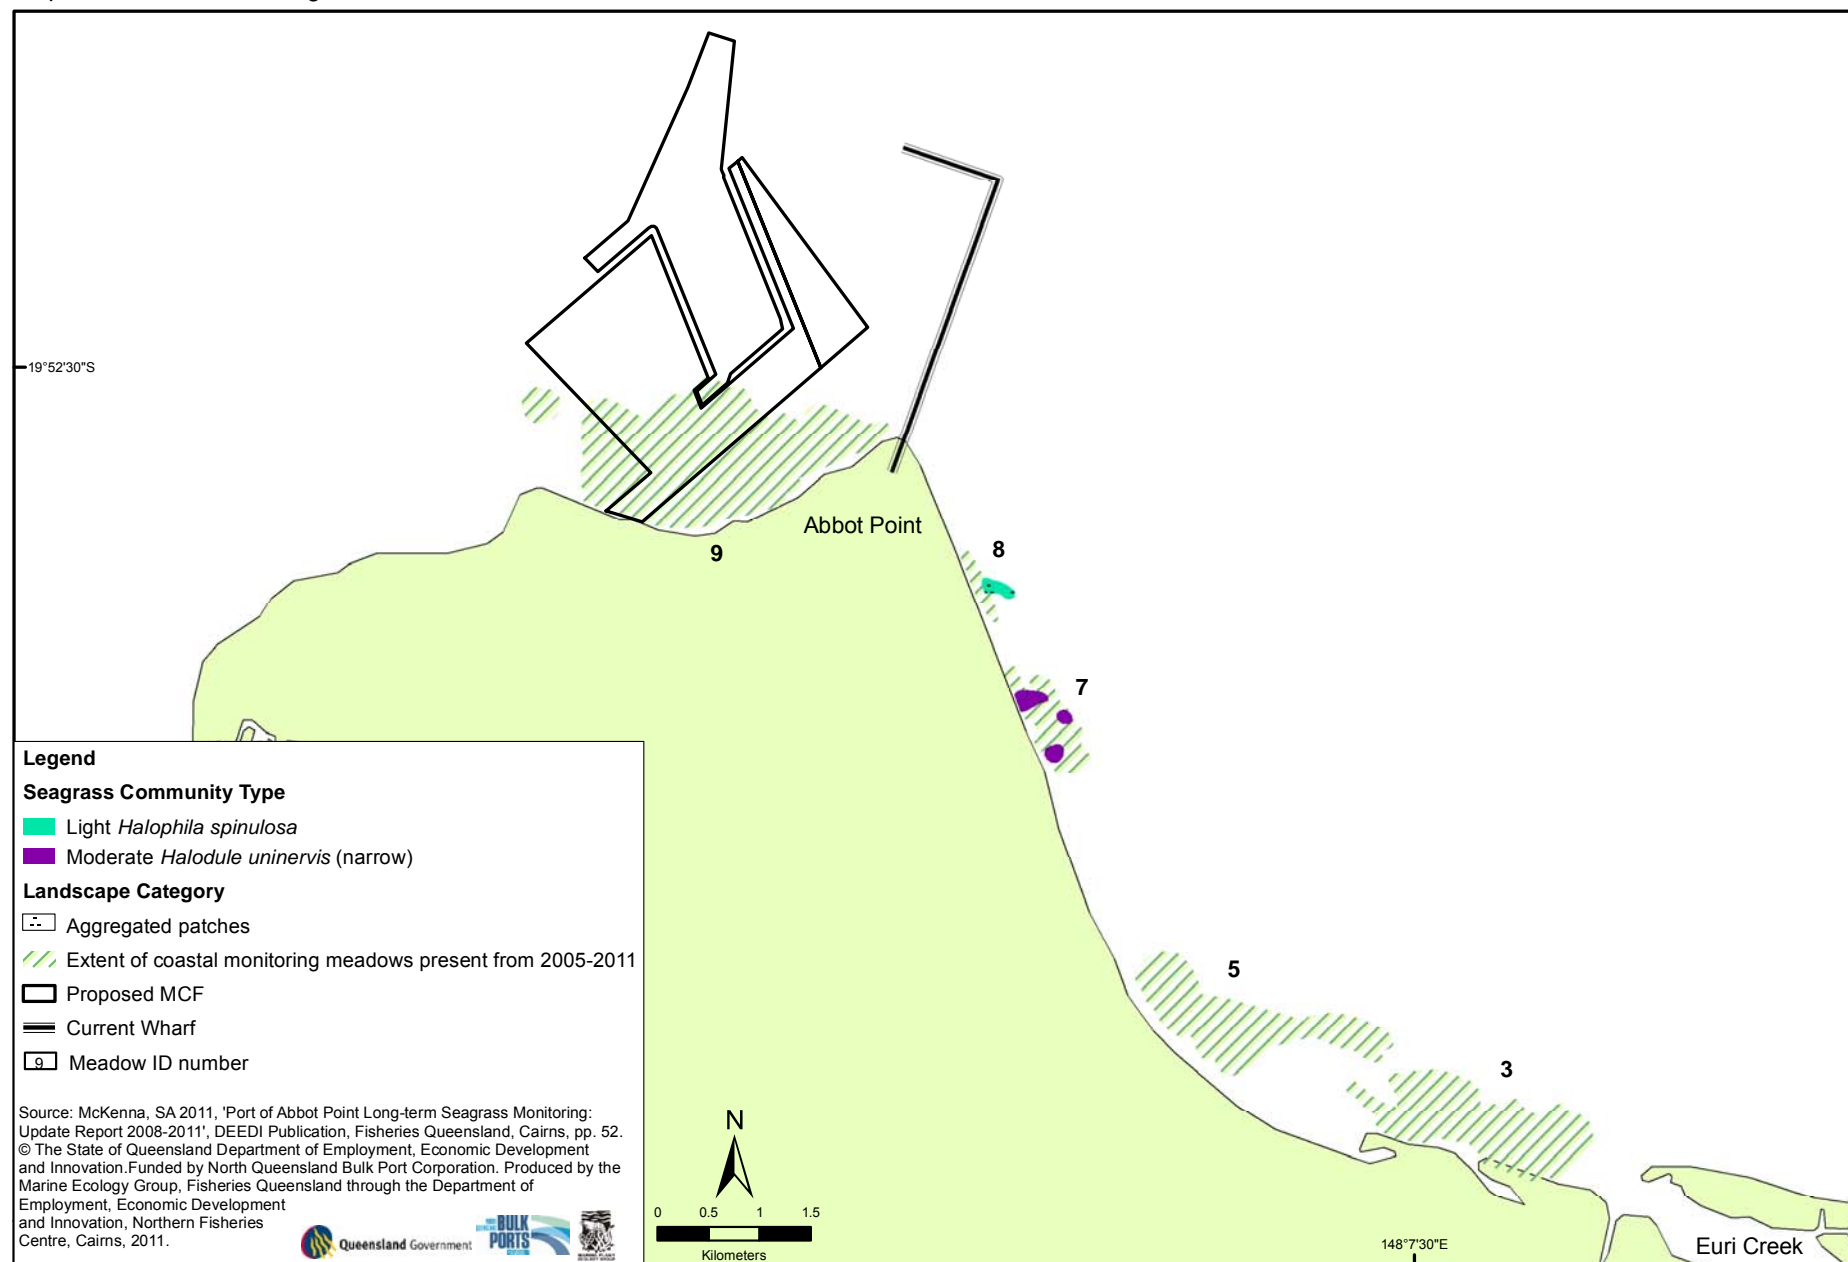 19°52'30"S
Abbot Point
9
8
7
5
3
Legend
Seagrass Community Type
Light Halophila spinulosa
Moderate Halodule uninervis (narrow)
Landscape Category
Aggregated patches
Extent of coastal monitoring meadows present from 2005-2011
Proposed MCF
Current Wharf
9 Meadow ID number
Source: McKenna, SA 2011, 'Port of Abbot Point Long-term Seagrass Monitoring:
Update Report 2008-2011', DEEDI Publication, Fisheries Queensland, Cairns, pp. 52.
© The State of Queensland Department of Employment, Economic Development
and Innovation.Funded by North Queensland Bulk Port Corporation. Produced by the
Marine Ecology Group, Fisheries Queensland through the Department of
Employment, Economic Development
and Innovation, Northern Fisheries
Centre, Cairns, 2011.
Queensland Government
BULK
PORTS
N
0 0.5 1 1.5
Kilometers
148°7'30"E
Euri Creek